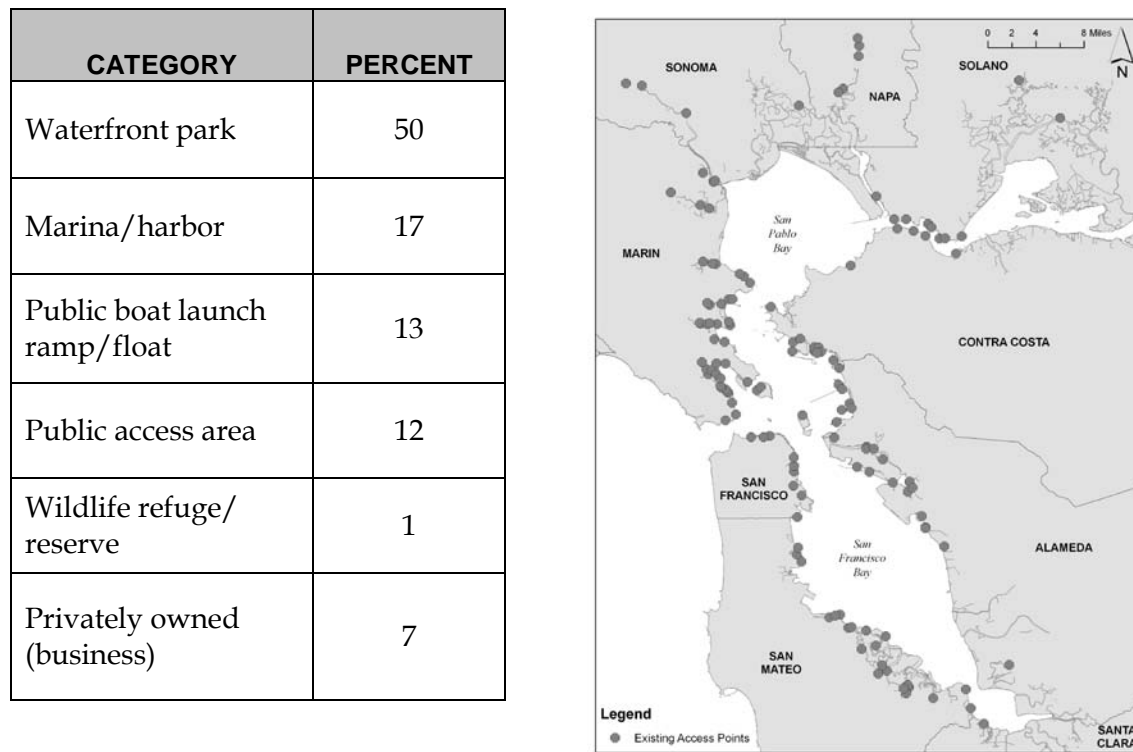 CATEGORY PERCENT
Waterfront park 50
Marina/harbor 17
Public boat launch
ramp/float 13
Public access area 12
Wildlife refuge/
reserve 1
Privately owned
(business) 7
0 2 4 8 Miles
N
SONOMA
NAPA
SOLANO
San
Pablo
Bay
MARIN
CONTRA COSTA
SAN
FRANCISCO
San
Francisco
Bay
ALAMEDA
SAN
MATEO
SANTA
CLARA
Legend
Existing Access Points